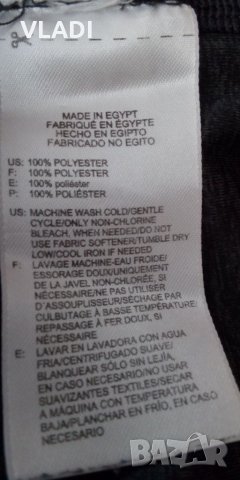 VLADI
MADE IN EGYPT
FABRIQUÉ EN ÉGYPTE
HECHO EN EGIPTO
FABRICADO NO EGITO
US: 100% POLYESTER
F: 100% POLYESTER
E: 100% poliéster
P: 100% POLIÉSTER
US: MACHINE WASH COLD/GENTLE
CYCLE/ONLY NON-CHLORINE
BLEACH. WHEN NEEDED/DO NOT
USE FABRIC SOFTENER/TUMBLE DRY
LOW/COOL IRON IF NEEDED
F: LAVAGE MACHINE-EAU FROIDE/
ESSORAGE DOUX/UNIQUEMENT
DE LA JAVEL NON-CHLORÉE, SI
NÉCESSAIRE/NE PAS UTILISER
D'ASSOUPLISSEUR/SÉCHAGE PAR
CULBUTAGE À BASSE TEMPÉRATURE/
REPASSAGE À FER DOUX, SI
NÉCESSAIRE
E: LAVAR EN LAVADORA CON AGUA
FRIA/CENTRIFUGADO SUAVE/
BLANQUEAR SÓLO SIN LEJÍA,
EN CASO NECESARIO/NO USAR
SUAVIZANTES TEXTILES/SECAR
A MÁQUINA CON TEMPERATURA
BAJA/PLANCHAR EN FRÍO, EN CASO
NECESARIO
BAZAR